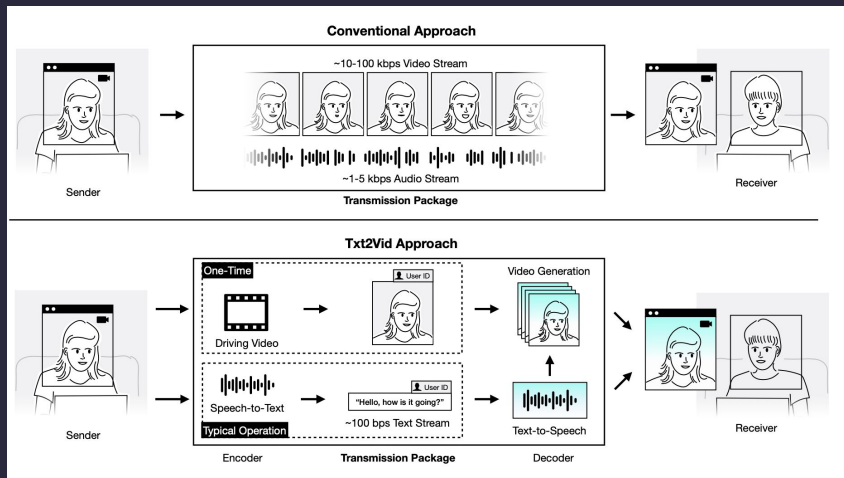 Conventional Approach
~10-100 kbps Video Stream
~1-5 kbps Audio Stream
Sender
Transmission Package
Receiver
Txt2Vid Approach
One-Time
User ID
Driving Video
Video Generation
Speech-to-Text
User ID
"Hello, how is it going?"
~100 bps Text Stream
Typical Operation
Text-to-Speech
Sender
Receiver
Encoder
Transmission Package
Decoder